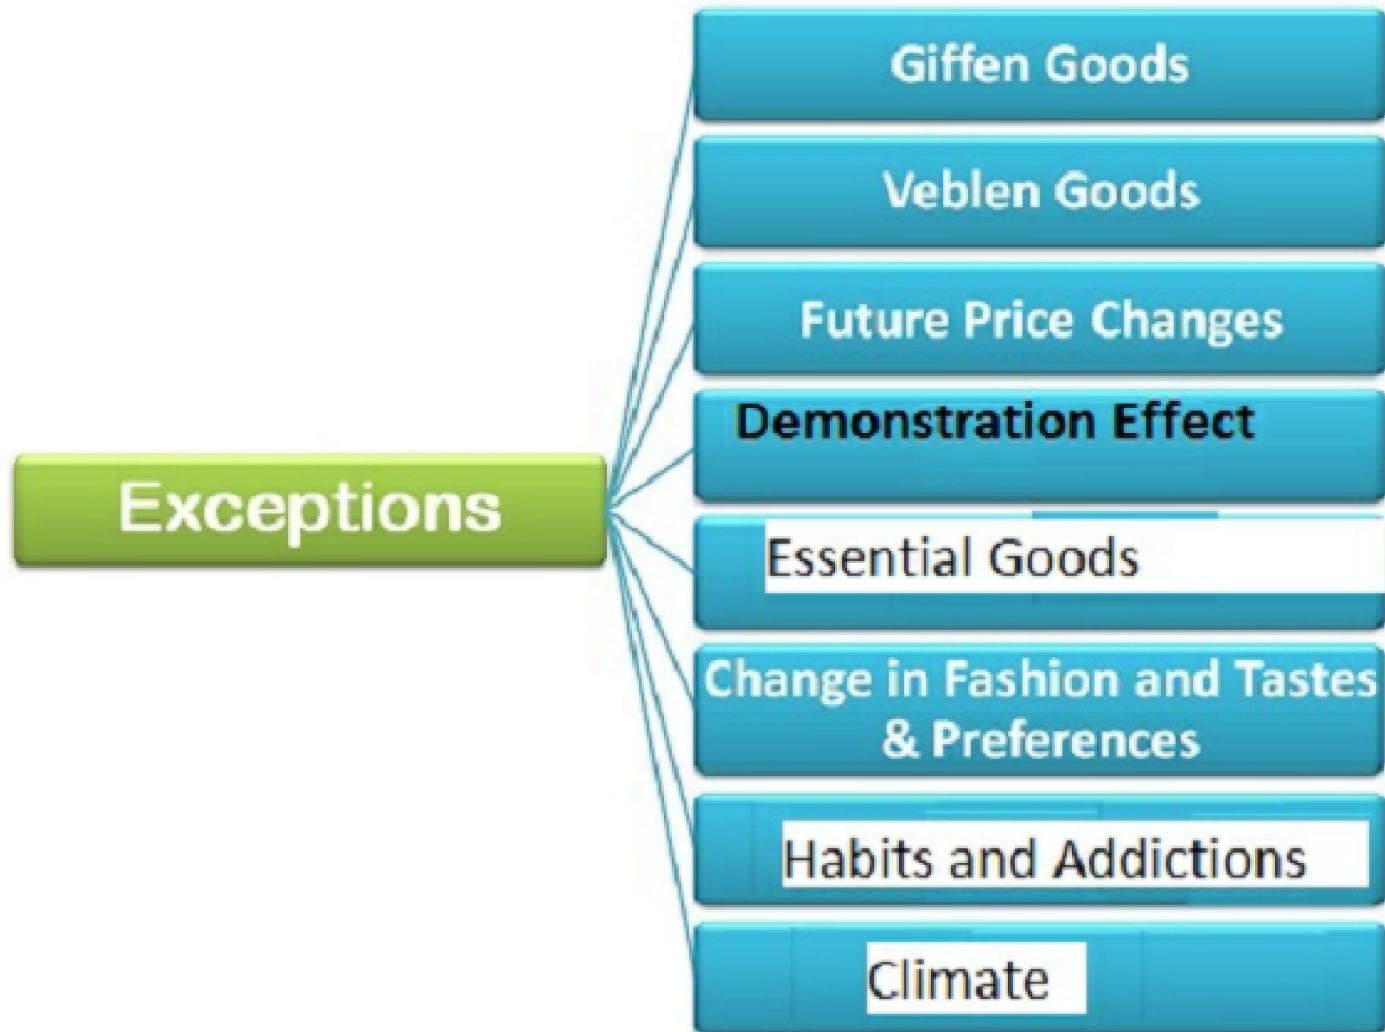 Giffen Goods
Veblen Goods
Future Price Changes
Demonstration Effect
Exceptions
Essential Goods
Change in Fashion and Tastes
& Preferences
Habits and Addictions
Climate